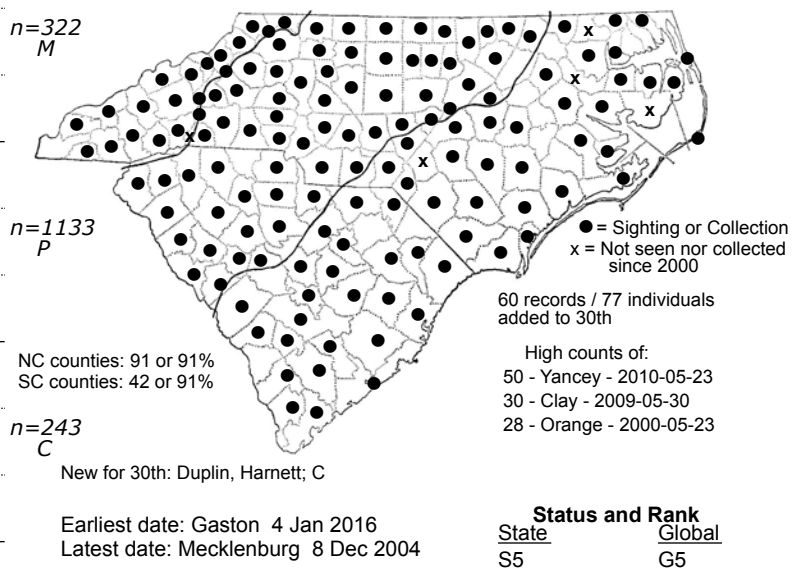 n=322
M
n=1133
P
● = Sighting or Collection
x = Not seen nor collected
since 2000
60 records / 77 individuals
added to 30th
NC counties: 91 or 91%
SC counties: 42 or 91%
High counts of:
50 - Yancey - 2010-05-23
30 - Clay - 2009-05-30
28 - Orange - 2000-05-23
n=243
C
New for 30th: Duplin, Harnett; C
Earliest date: Gaston 4 Jan 2016
Latest date: Mecklenburg 8 Dec 2004
Status and Rank
State Global
S5 G5
x
x
x
x
x